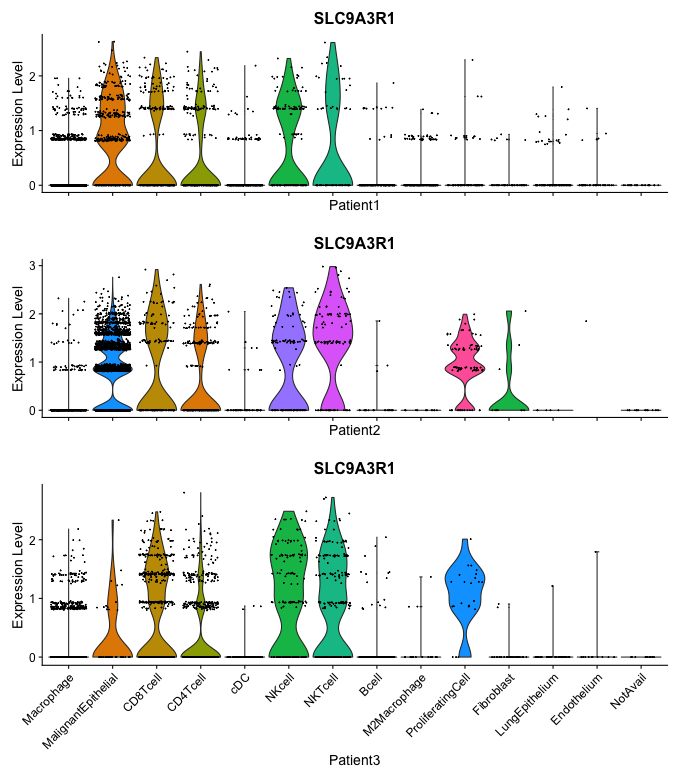 SLC9A3R1
Expression Level
2
1
0
Patient1
SLC9A3R1
Expression Level
3
2
1
0
Patient2
SLC9A3R1
Expression Level
2
1
0
Macrophage
MalignantEpithelial
CD8Tcell
CD4Tcell
cDC
NKcell
NKTcell
Bcell
M2Macrophage
ProliferatingCell
Fibroblast
LungEpithelium
Endothelium
NotAvail
Patient3